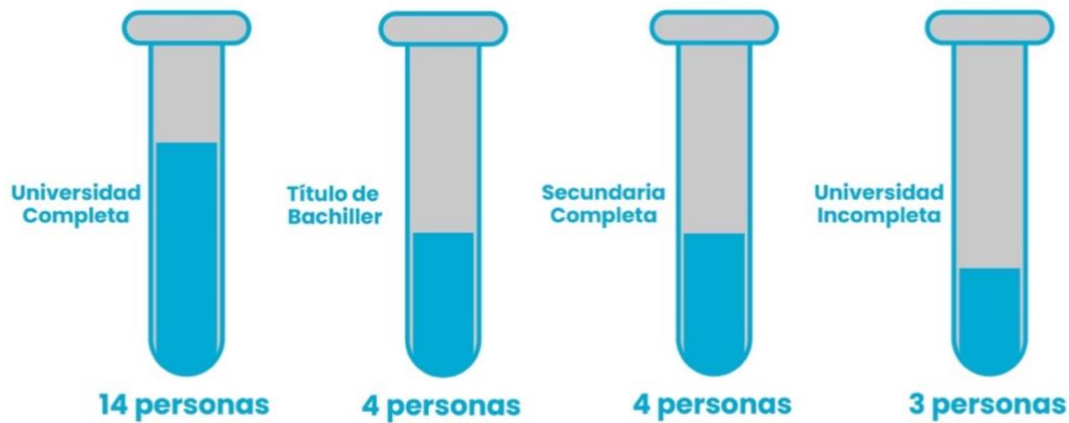 Universidad
Completa
14 personas
Título de
Bachiller
4 personas
Secundaria
Completa
4 personas
Universidad
Incompleta
3 personas